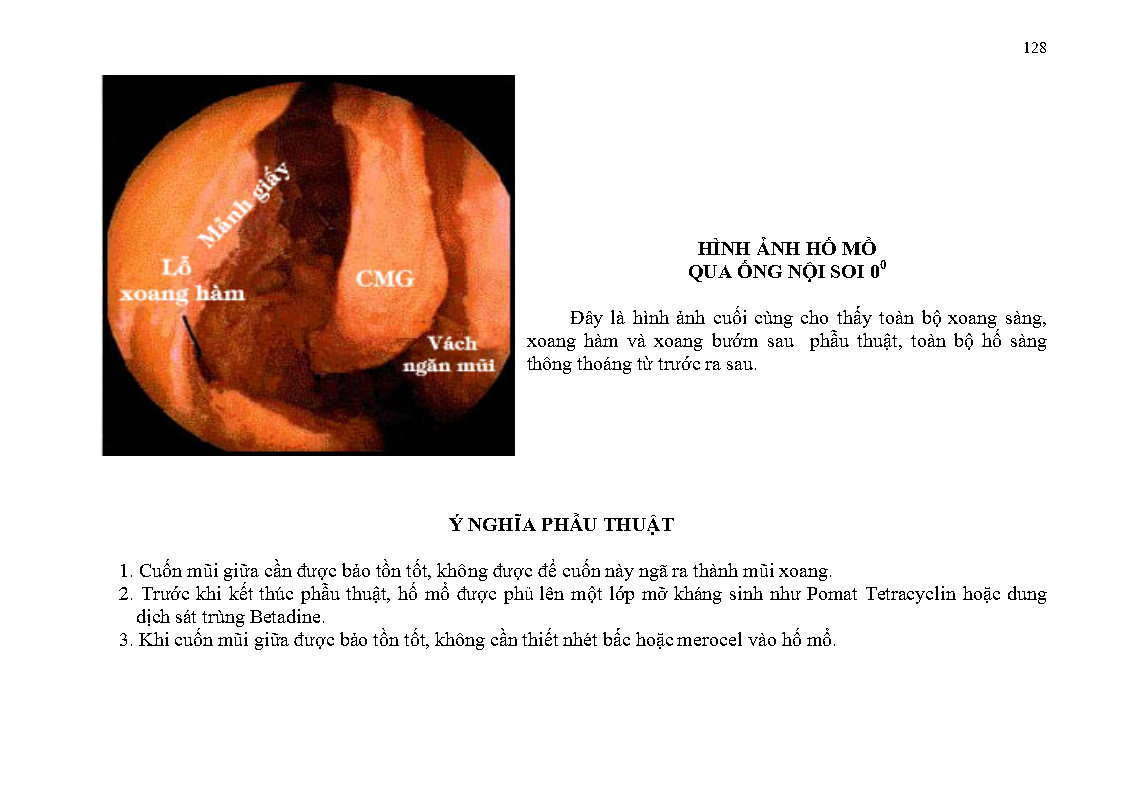 128
Mảnh giấy
Lỗ
xoang hàm
CMG
Vách
ngăn mũi
HÌNH ẢNH HỐ MỔ
QUA ỐNG NỘI SOI 0⁰
Đây là hình ảnh cuối cùng cho thấy toàn bộ xoang sàng,
xoang hàm và xoang bướm sau phẫu thuật, toàn bộ hố sàng
thông thoáng từ trước ra sau.
Ý NGHĨA PHẪU THUẬT
1. Cuốn mũi giữa cần được bảo tồn tốt, không được để cuốn này ngã ra thành mũi xoang.
2. Trước khi kết thúc phẫu thuật, hố mổ được phủ lên một lớp mỡ kháng sinh như Pomat Tetracyclin hoặc dung
dịch sát trùng Betadine.
3. Khi cuốn mũi giữa được bảo tồn tốt, không cần thiết nhét bấc hoặc merocel vào hố mổ.